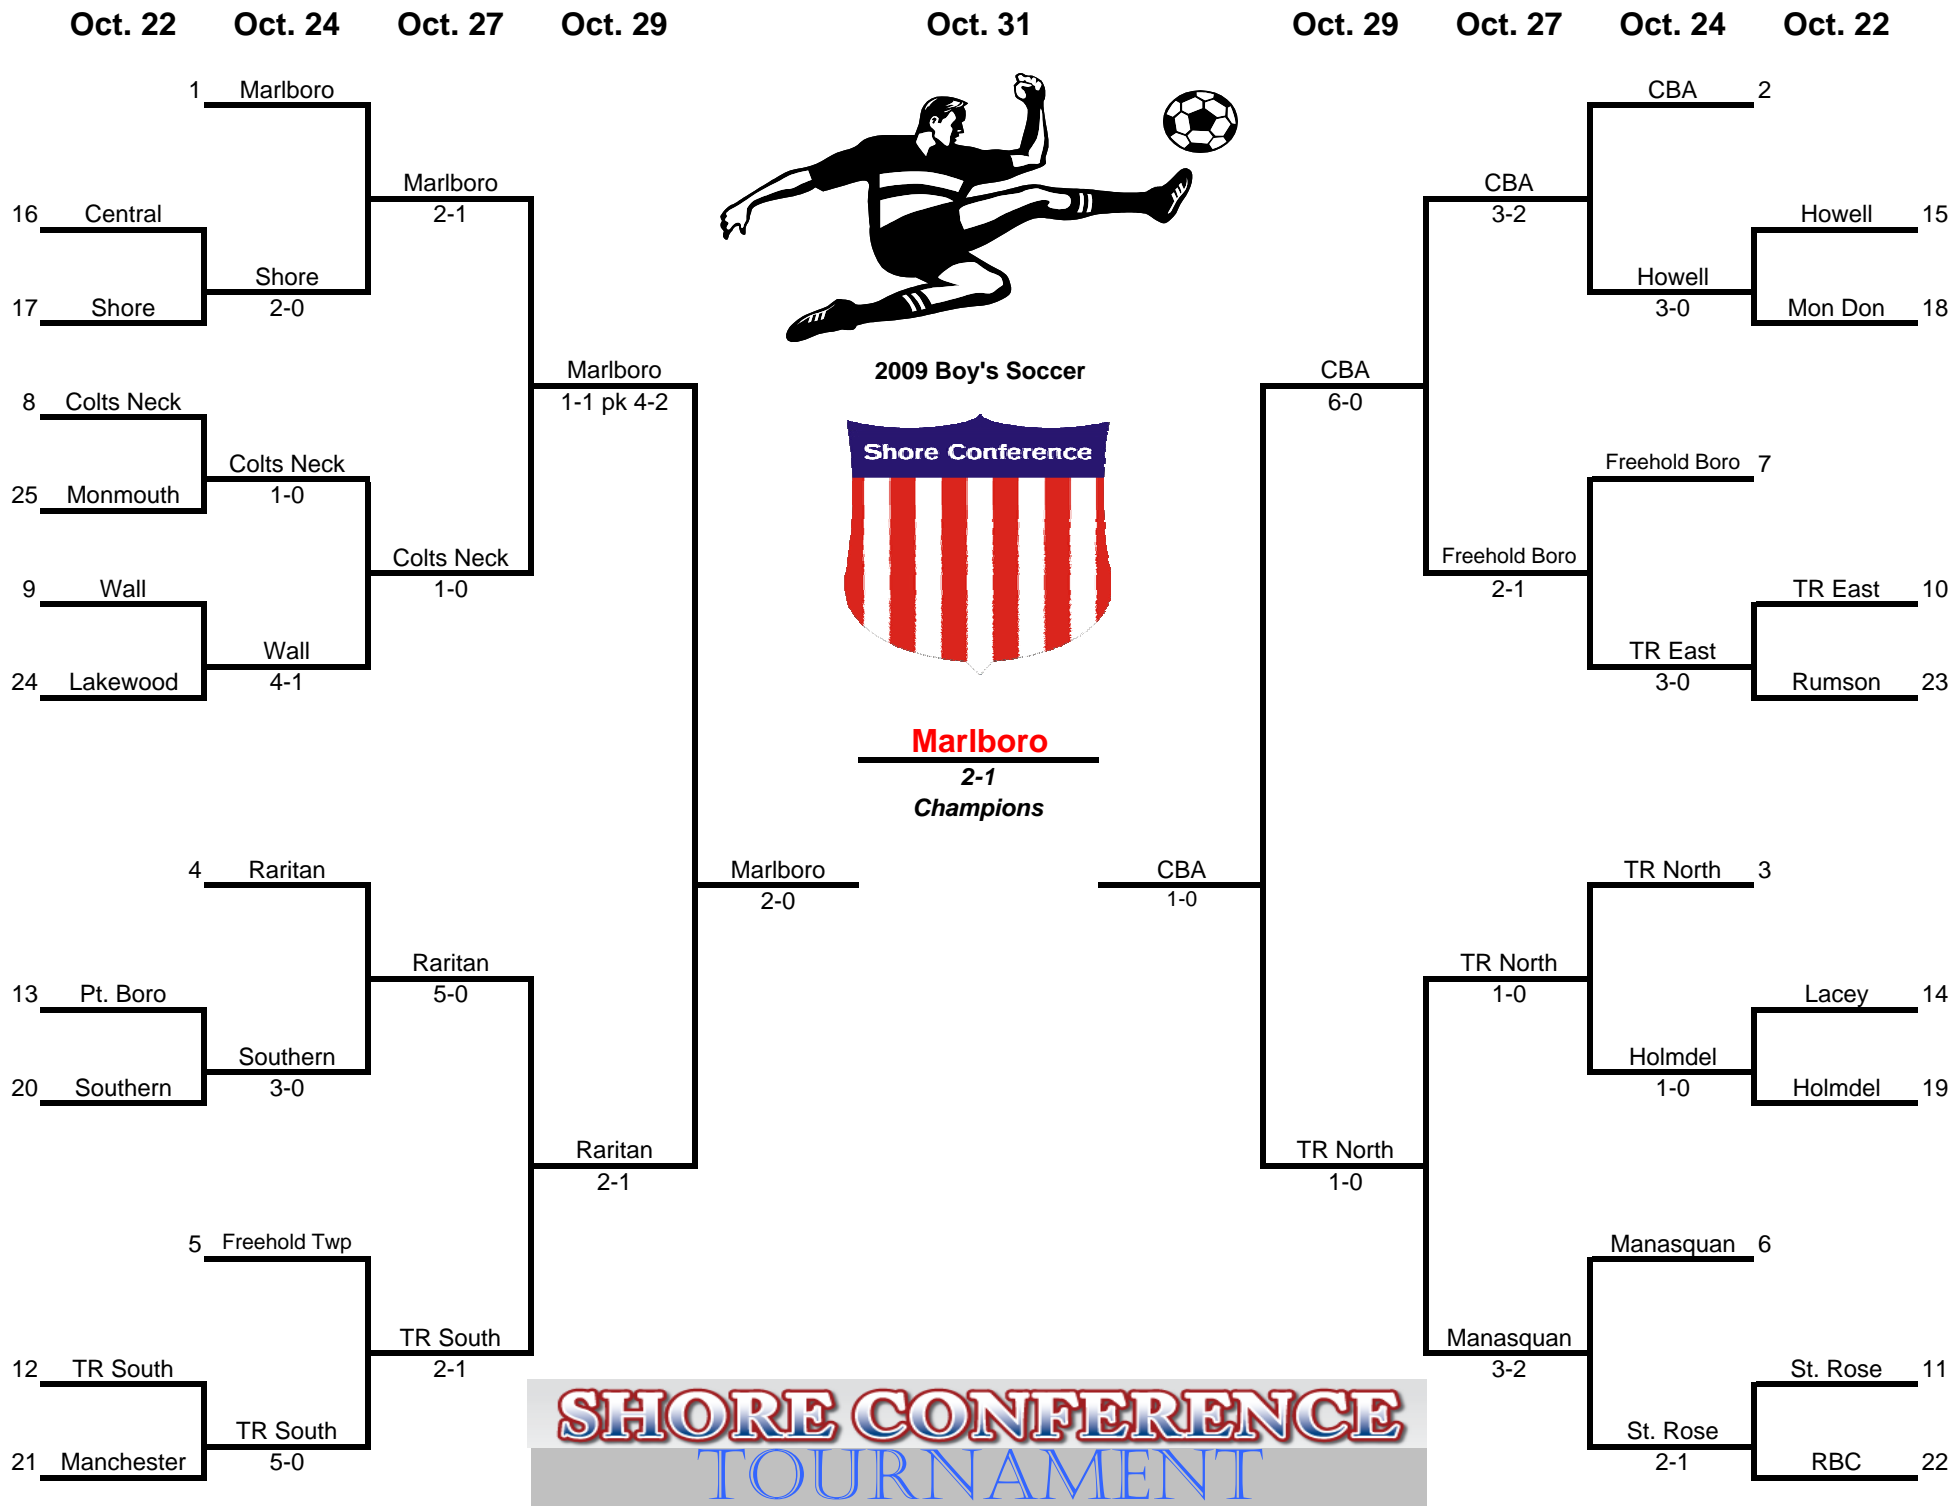 Oct. 22 Oct. 24 Oct. 27 Oct. 29 Oct. 31 Oct. 29 Oct. 27 Oct. 24 Oct. 22
1 Marlboro
16 Central
17 Shore
Shore
2-0
Marlboro
2-1
8 Colts Neck
25 Monmouth
Colts Neck
1-0
9 Wall
24 Lakewood
Wall
4-1
Colts Neck
1-0
Marlboro
1-1 pk 4-2
4 Raritan
13 Pt. Boro
20 Southern
Southern
3-0
Raritan
5-0
5 Freehold Twp
12 TR South
21 Manchester
TR South
5-0
TR South
2-1
Raritan
2-1
Marlboro
2-0
2009 Boy's Soccer
Shore Conference
Marlboro
2-1
Champions
CBA
1-0
CBA
6-0
CBA
3-2
CBA 2
Howell 15
Howell
3-0
Mon Don 18
Freehold Boro 7
Freehold Boro
2-1
TR East 10
TR East
3-0
Rumson 23
TR North 3
TR North
1-0
Lacey 14
Holmdel
1-0
Holmdel 19
TR North
1-0
Manasquan 6
Manasquan
3-2
St. Rose 11
St. Rose
2-1
RBC 22
SHORE CONFERENCE
TOURNAMENT